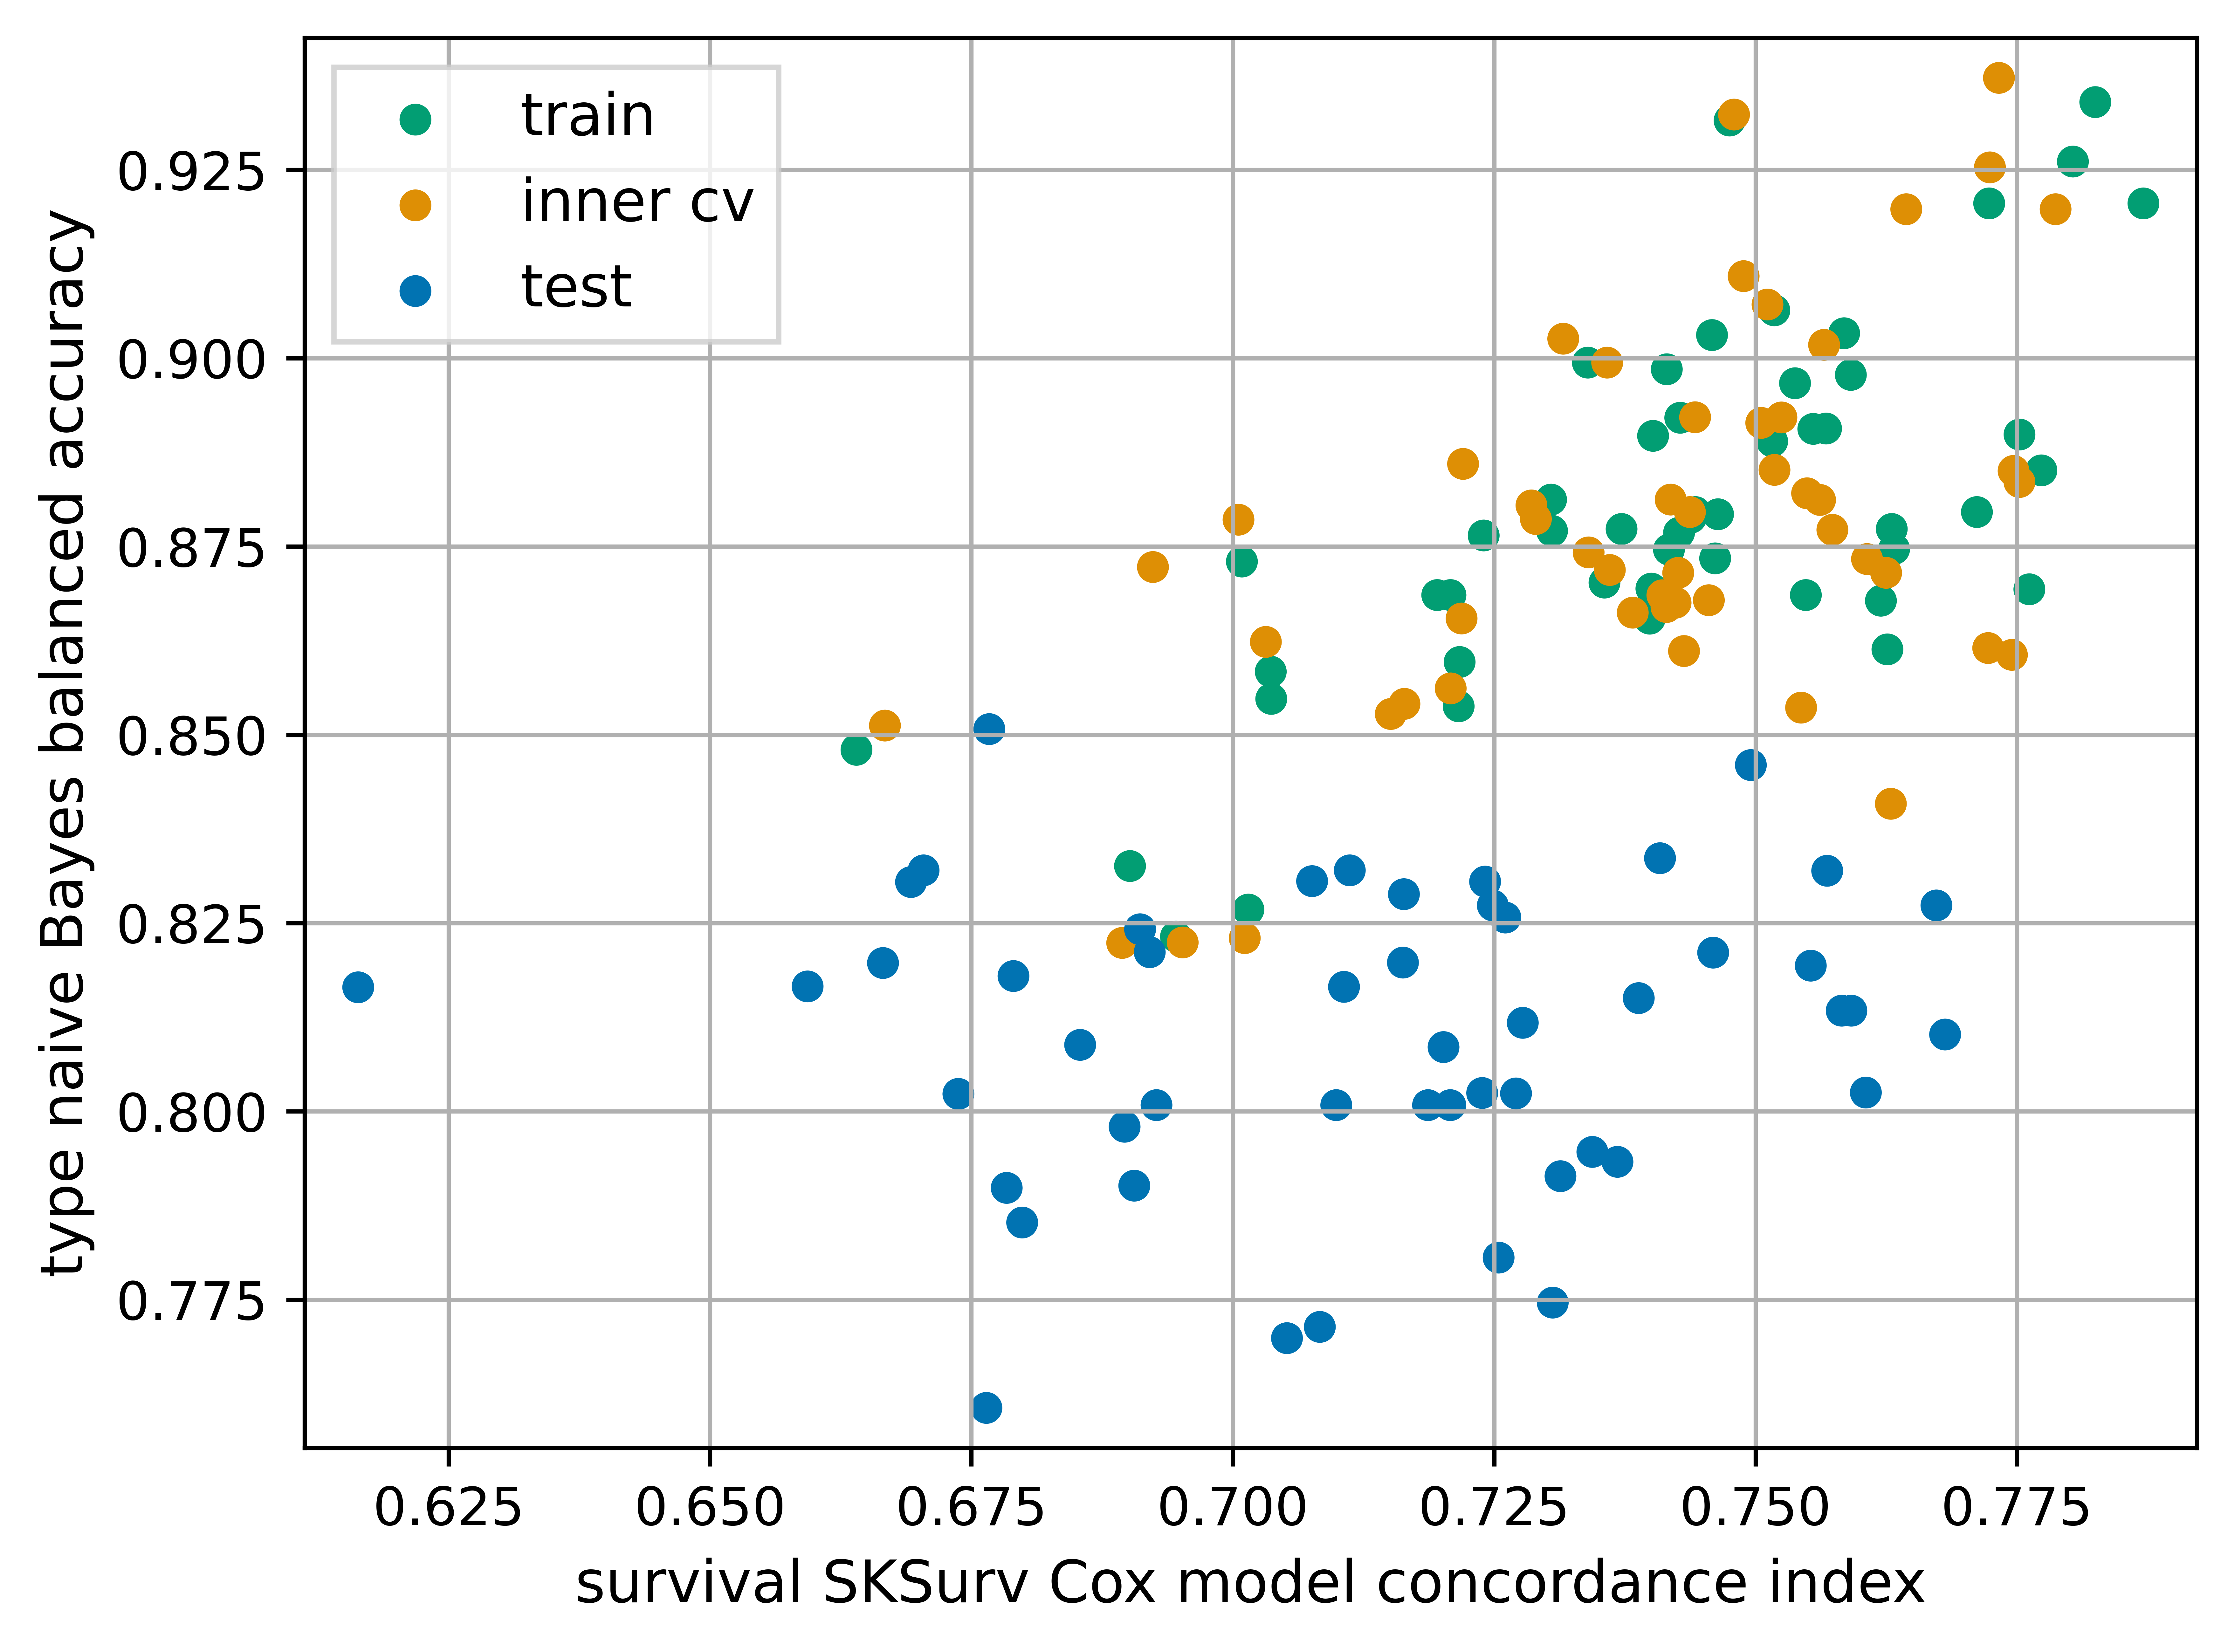 train
inner cv
test
type naive Bayes balanced accuracy
0.925
0.900
0.875
0.850
0.825
0.800
0.775
0.625 0.650 0.675 0.700 0.725 0.750 0.775
survival SKSurv Cox model concordance index